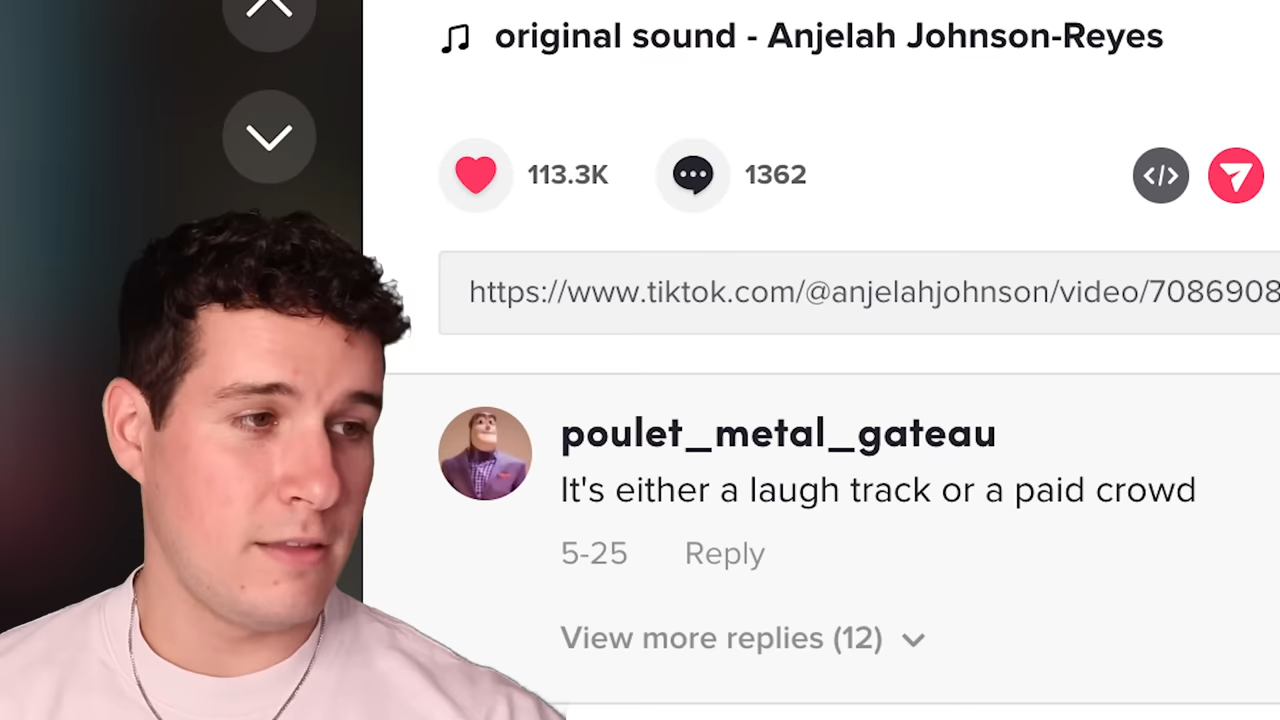 original sound - Anjelah Johnson-Reyes
113.3K
1362
</>
https://www.tiktok.com/@anjelahjohnson/video/7086908
poulet_metal_gateau
It's either a laugh track or a paid crowd
5-25 Reply
View more replies (12)